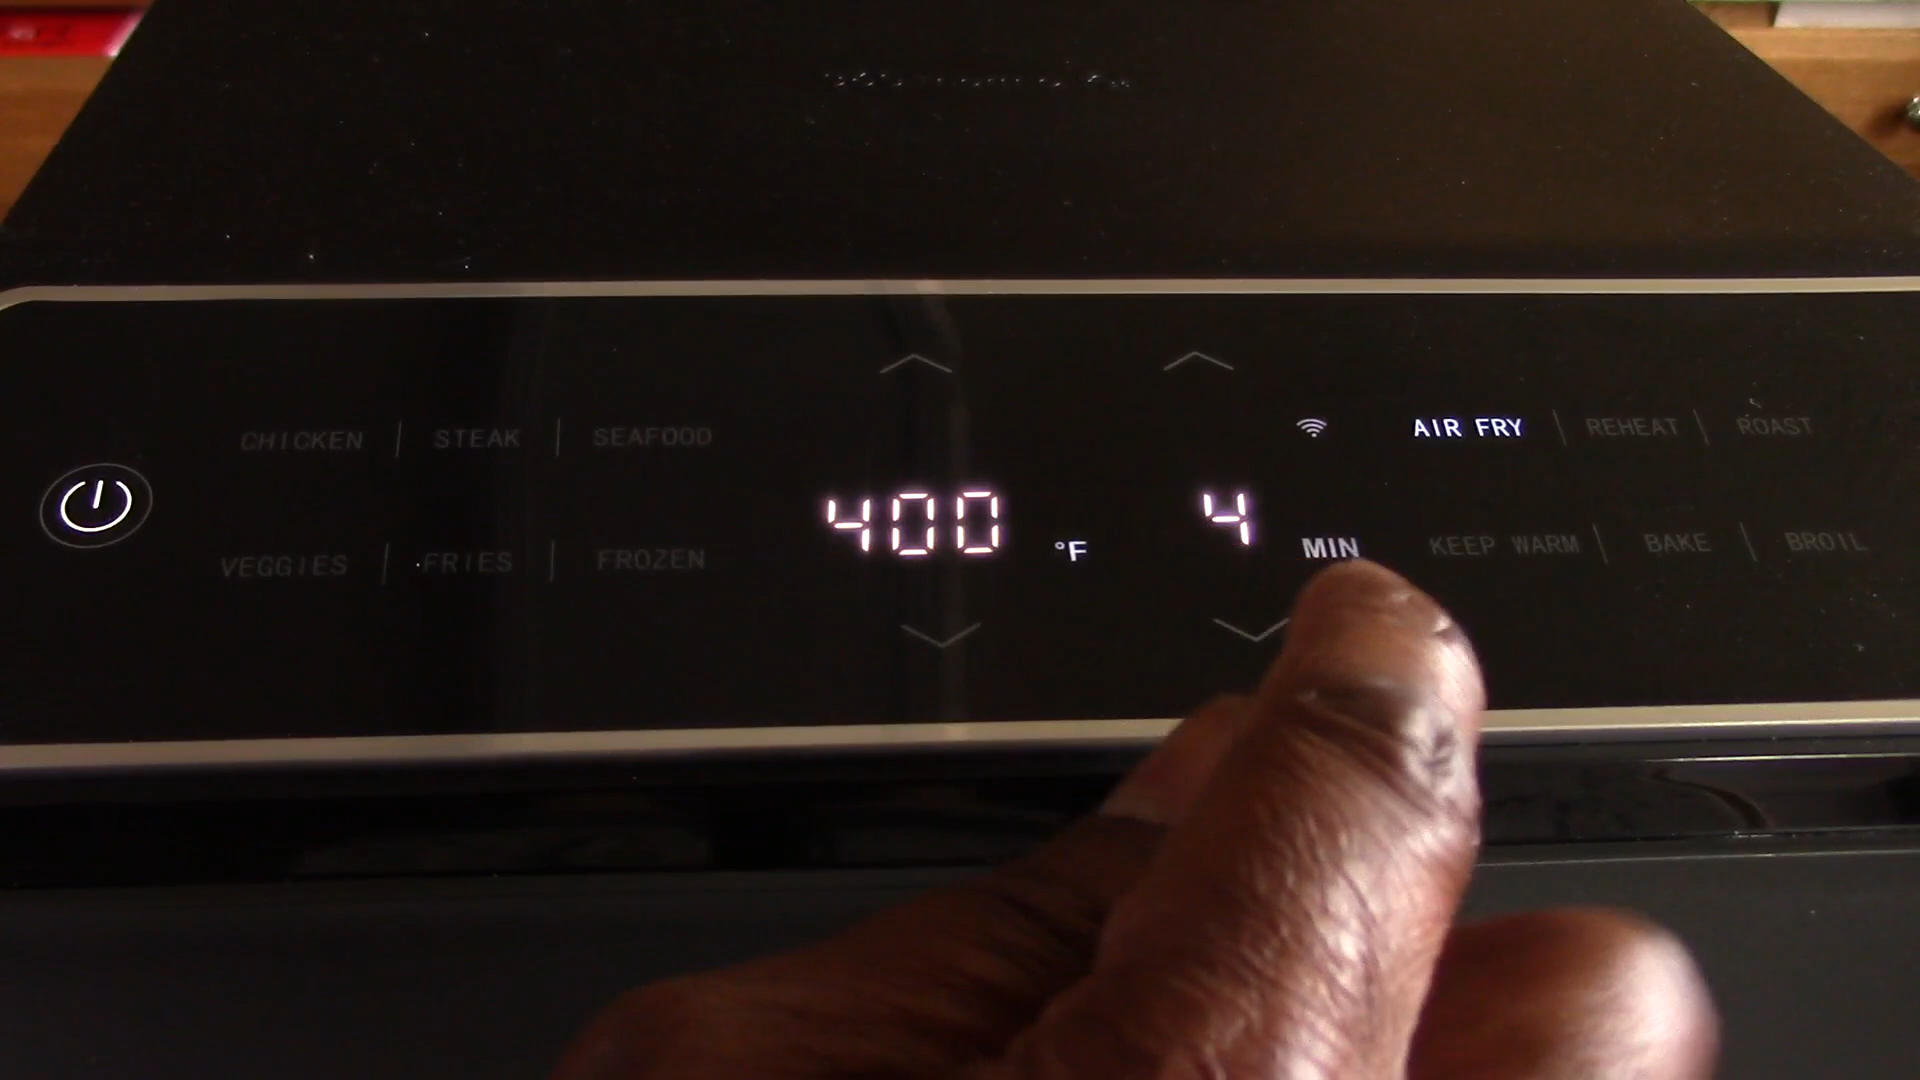 CHICKEN | STEAK | SEAFOOD
AIR FRY | REHEAT | ROAST
400 °F
4 MIN
VEGGIES | FRIES | FROZEN
KEEP WARM | BAKE | BROIL